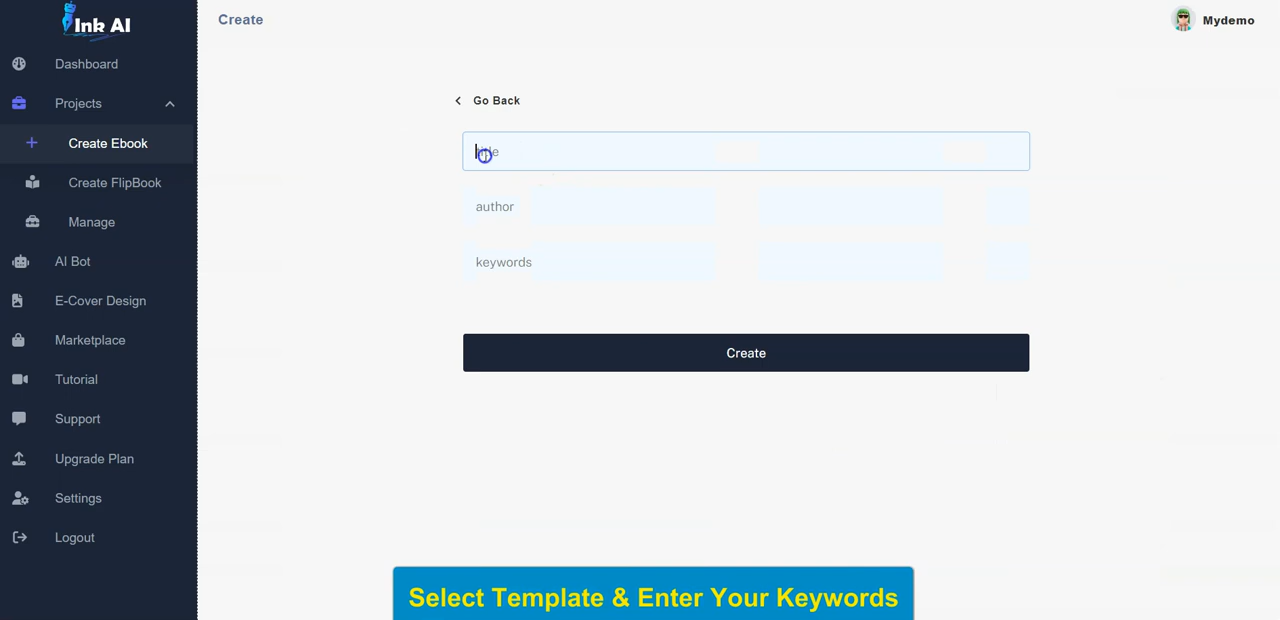 Ink AI
Create
Mydemo
Dashboard
Projects
Create Ebook
Create FlipBook
Manage
AI Bot
E-Cover Design
Marketplace
Tutorial
Support
Upgrade Plan
Settings
Logout
Go Back
title
author
keywords
Create
Select Template & Enter Your Keywords